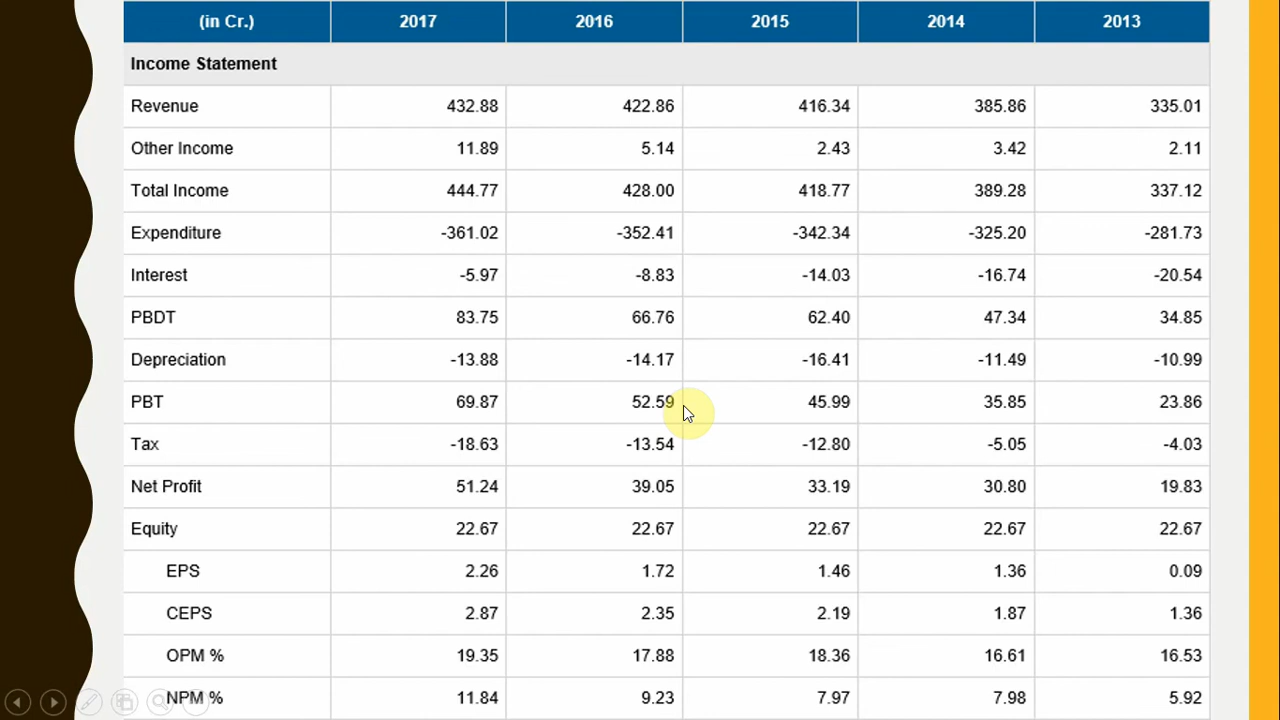 (in Cr.) 2017 2016 2015 2014 2013
Income Statement
Revenue 432.88 422.86 416.34 385.86 335.01
Other Income 11.89 5.14 2.43 3.42 2.11
Total Income 444.77 428.00 418.77 389.28 337.12
Expenditure -361.02 -352.41 -342.34 -325.20 -281.73
Interest -5.97 -8.83 -14.03 -16.74 -20.54
PBDT 83.75 66.76 62.40 47.34 34.85
Depreciation -13.88 -14.17 -16.41 -11.49 -10.99
PBT 69.87 52.59 45.99 35.85 23.86
Tax -18.63 -13.54 -12.80 -5.05 -4.03
Net Profit 51.24 39.05 33.19 30.80 19.83
Equity 22.67 22.67 22.67 22.67 22.67
EPS 2.26 1.72 1.46 1.36 0.09
CEPS 2.87 2.35 2.19 1.87 1.36
OPM % 19.35 17.88 18.36 16.61 16.53
NPM % 11.84 9.23 7.97 7.98 5.92